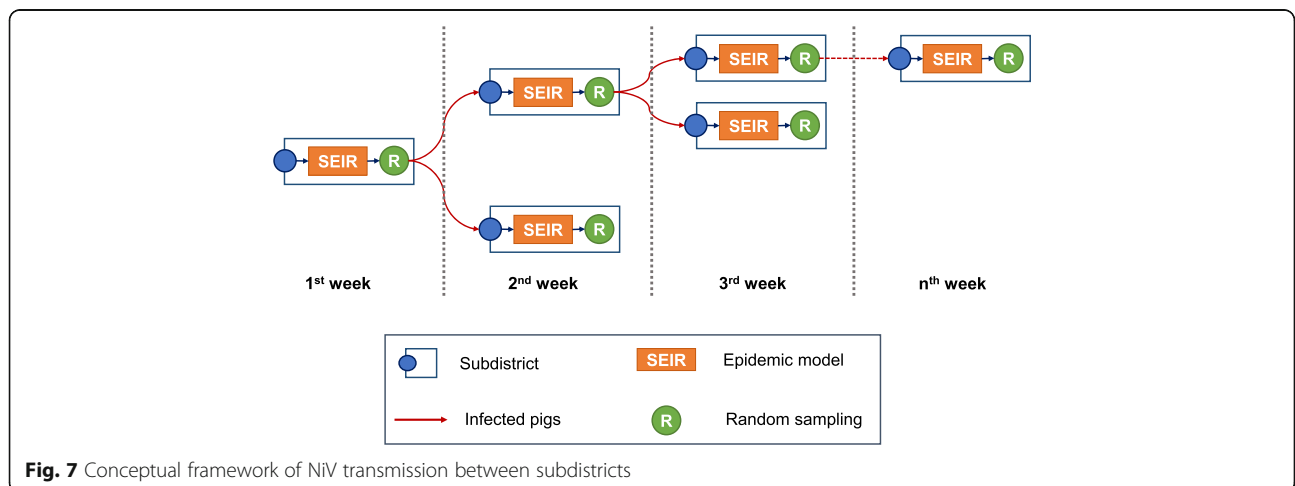 SEIR R
SEIR R
SEIR R
SEIR R
SEIR R
SEIR R
1st week 2nd week 3rd week nth week
Subdistrict SEIR Epidemic model
Infected pigs R Random sampling
Fig. 7 Conceptual framework of NiV transmission between subdistricts